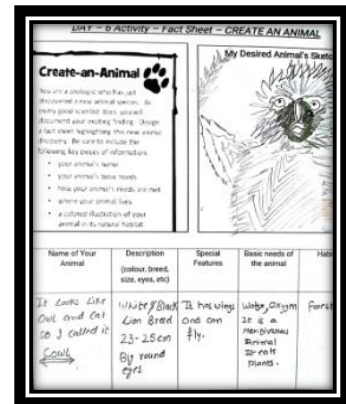 DAY – 6 Activity – Fact Sheet – CREATE AN ANIMAL
Create-an-Animal
You are a zoologist who has just
discovered a new animal species. As
every good scientist does, you will
document your exciting finding. Design
a fact sheet highlighting this new animal
discovery. Be sure to include the
following key pieces of information:
• your animal's name
• your animal's basic needs
• how your animal's needs are met
• where your animal lives
• a colored illustration of your
animal in its natural habitat
My Desired Animal's Sketc
Name of Your
Animal
Description
(colour, breed,
size, eyes, etc)
Special
Features
Basic needs of
the animal
Habi
It Looks Like
Owl and Cat
so I called it
Cowl
White & Black
Lion Breed
23-25cm
Big round
eyes
It has wings
and can
fly.
Water, Oxygen
It is a
Herbivorous
Animal
It eats
plants.
Forest